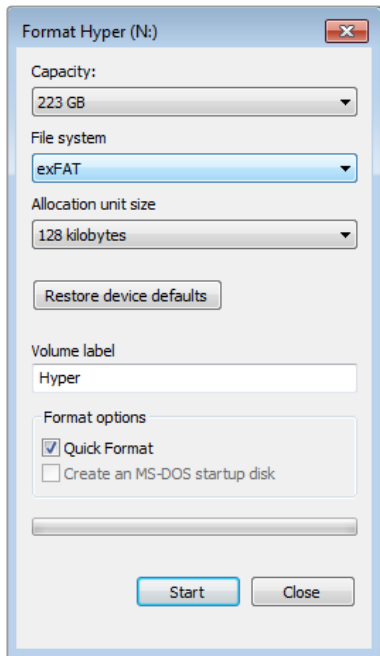 Format Hyper (N:)
Capacity:
223 GB
File system
exFAT
Allocation unit size
128 kilobytes
Restore device defaults
Volume label
Hyper
Format options
Quick Format
Create an MS-DOS startup disk
Start Close